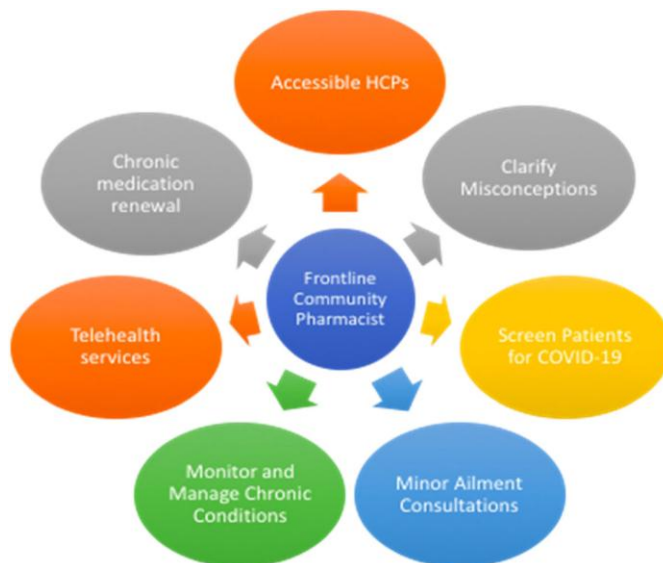 Accessible HCPs
Chronic
medication
renewal
Clarify
Misconceptions
Frontline
Community
Pharmacist
Telehealth
services
Screen Patients
for COVID-19
Monitor and
Manage Chronic
Conditions
Minor Ailment
Consultations